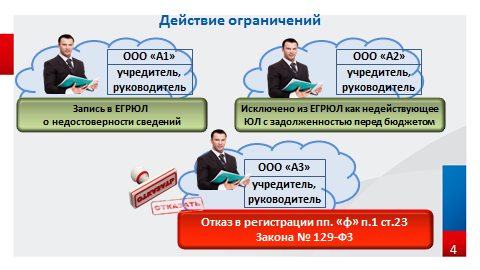 Действие ограничений
ООО «А1»
учредитель,
руководитель
Запись в ЕГРЮЛ
о недостоверности сведений
ООО «А2»
учредитель,
руководитель
Исключено из ЕГРЮЛ как недействующее
ЮЛ с задолженностью перед бюджетом
ООО «А3»
учредитель,
руководитель
ОТКАЗАТЬ
ОТКАЗАТЬ
Отказ в регистрации пп. «ф» п.1 ст.23
Закона № 129-ФЗ
4